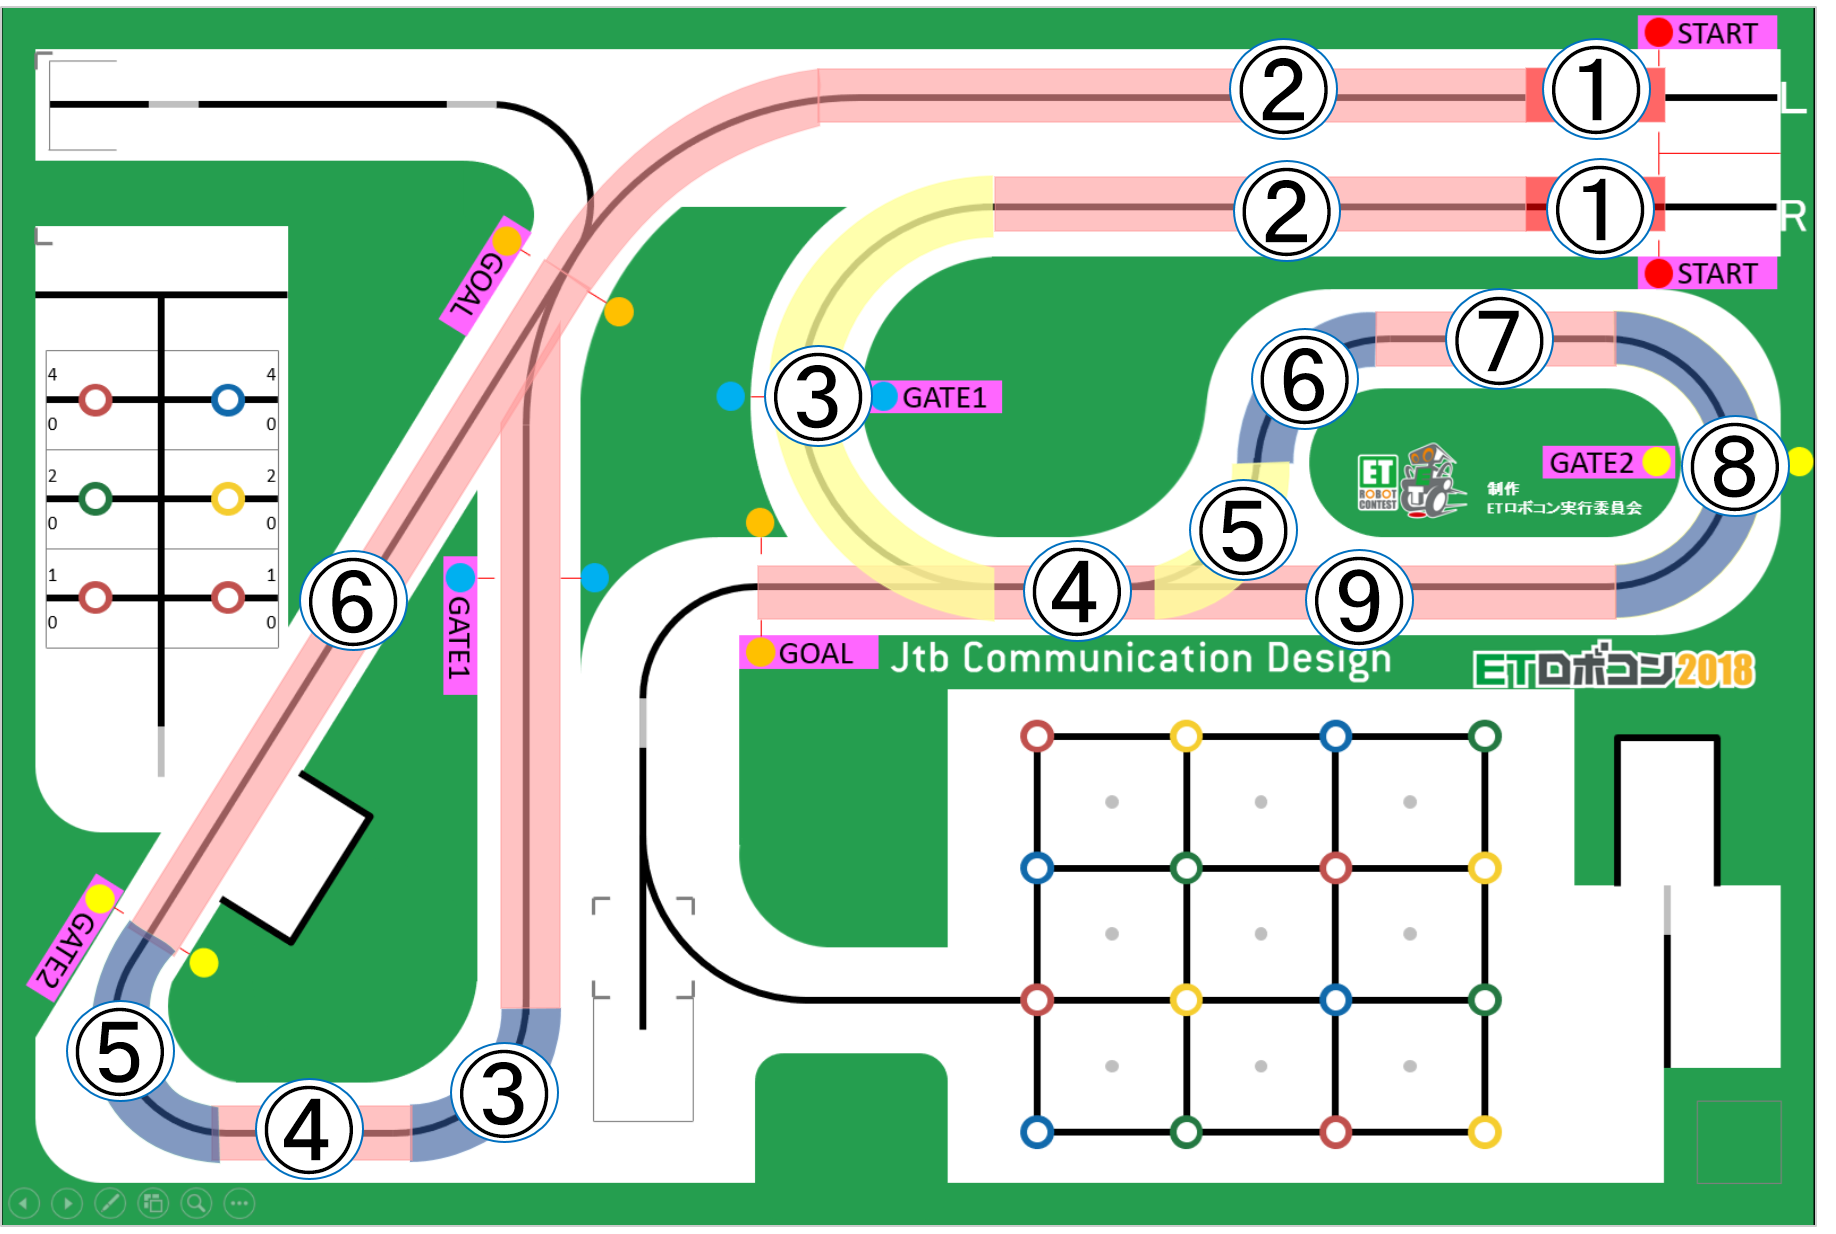 START
②
①
L
②
①
R
START
GOAL
⑦
⑥
③
GATE1
4
4
0
0
GATE2
⑧
ET
ROBOT
CONTEST
制作
ETロボコン実行委員会
2
2
0
0
⑤
④
⑨
⑥
GATE1
1
1
0
0
GOAL
Jtb Communication Design
ETロボコン2018
GATE2
⑤
③
④